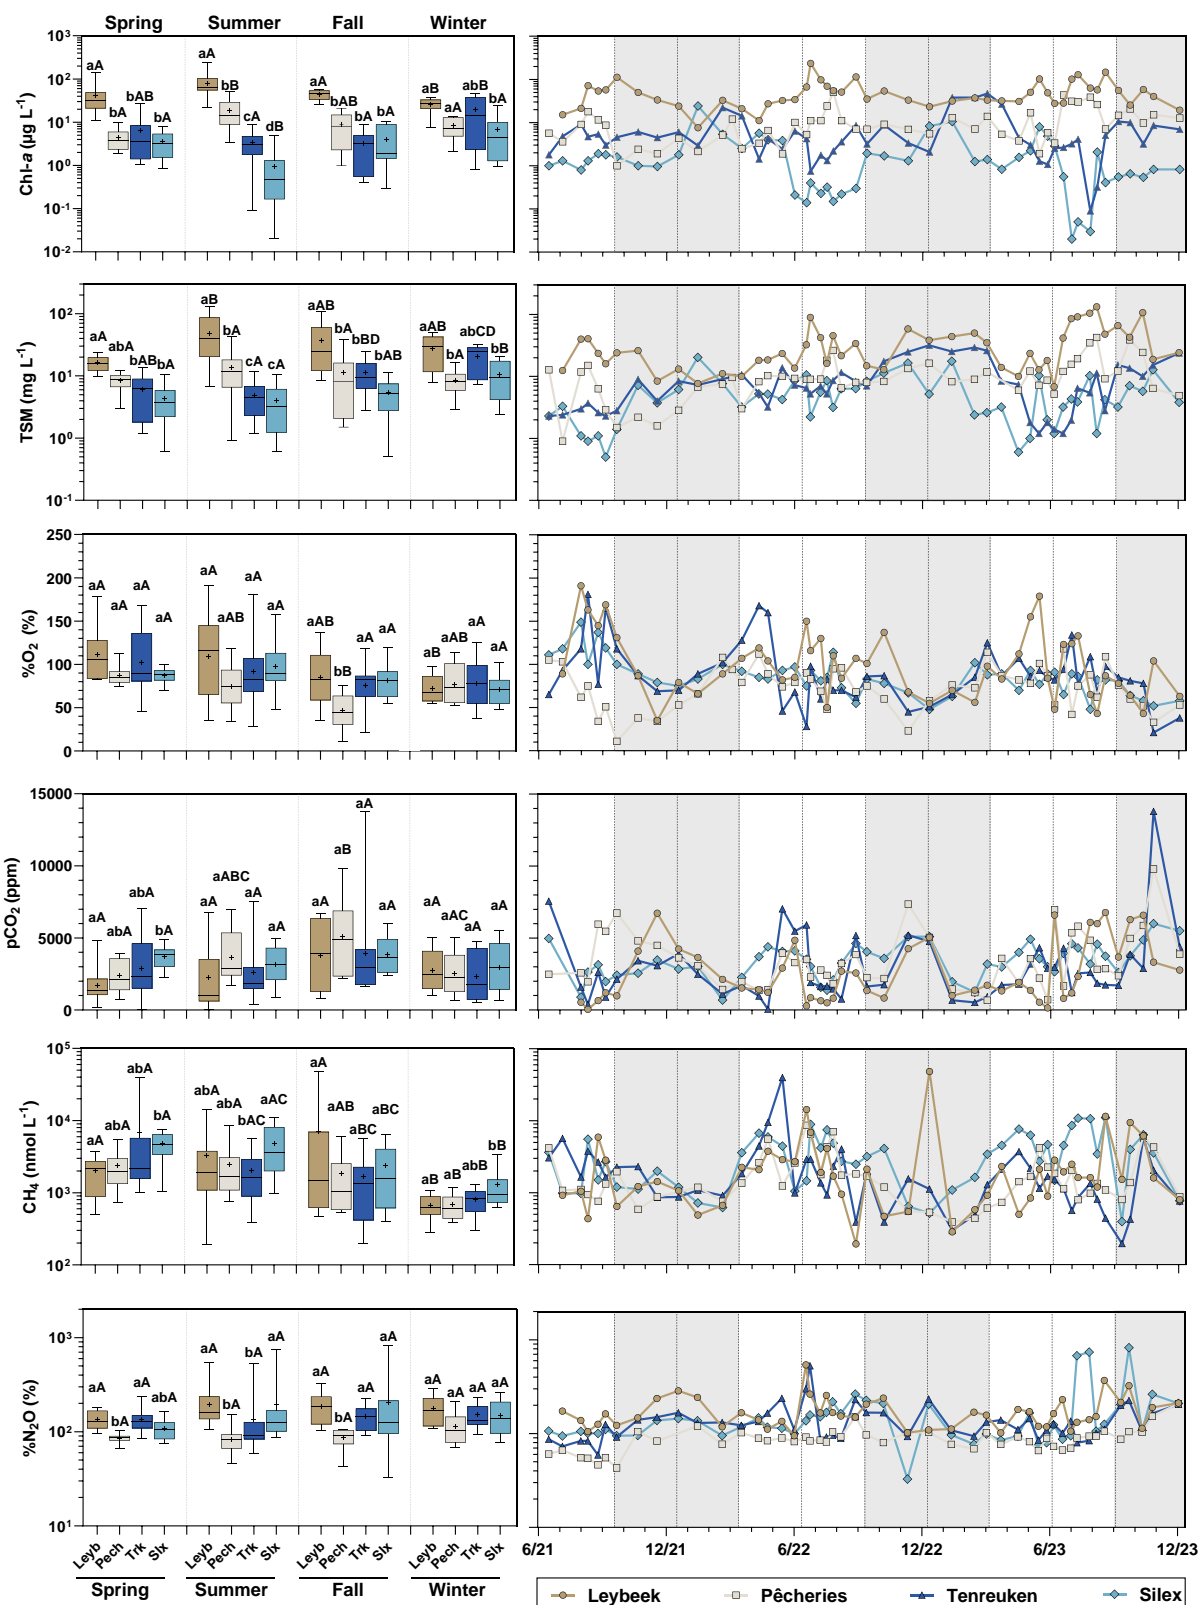 Spring Summer Fall Winter
Chl-a (µg L⁻¹)
10³
10²
10¹
10⁰
10⁻¹
10⁻²
aA bA bAB bA
aA bB cA dB
aA bAB bA bA
aB aA abB bA
TSM (mg L⁻¹)
10²
10¹
10⁰
10⁻¹
aA abA bAB bA
aB bA cA cA
aAB bA bBD bAB
aAB bA abCD bB
%O₂ (%)
250
200
150
100
50
0
aA aA aA aA
aA aAB aA aA
aAB bB aA aA
aB aAB aA aA
pCO₂ (ppm)
15000
10000
5000
0
aA abA abA bA
aA aABC aA aA
aA aB aA aA
aA aAC aA aA
CH₄ (nmol L⁻¹)
10⁵
10⁴
10³
10²
aA abA abA bA
abA abA bAC aAC
aA aAB aBC aBC
aB aB abB bB
%N₂O (%)
10³
10²
10¹
aA bA aA abA
aA bA bA aA
aA bA aA aA
aA aA aA aA
Leyb Pech Trk Slx Leyb Pech Trk Slx Leyb Pech Trk Slx Leyb Pech Trk Slx
Spring Summer Fall Winter
6/21 12/21 6/22 12/22 6/23 12/23
Leybeek Pêcheries Tenreuken Silex